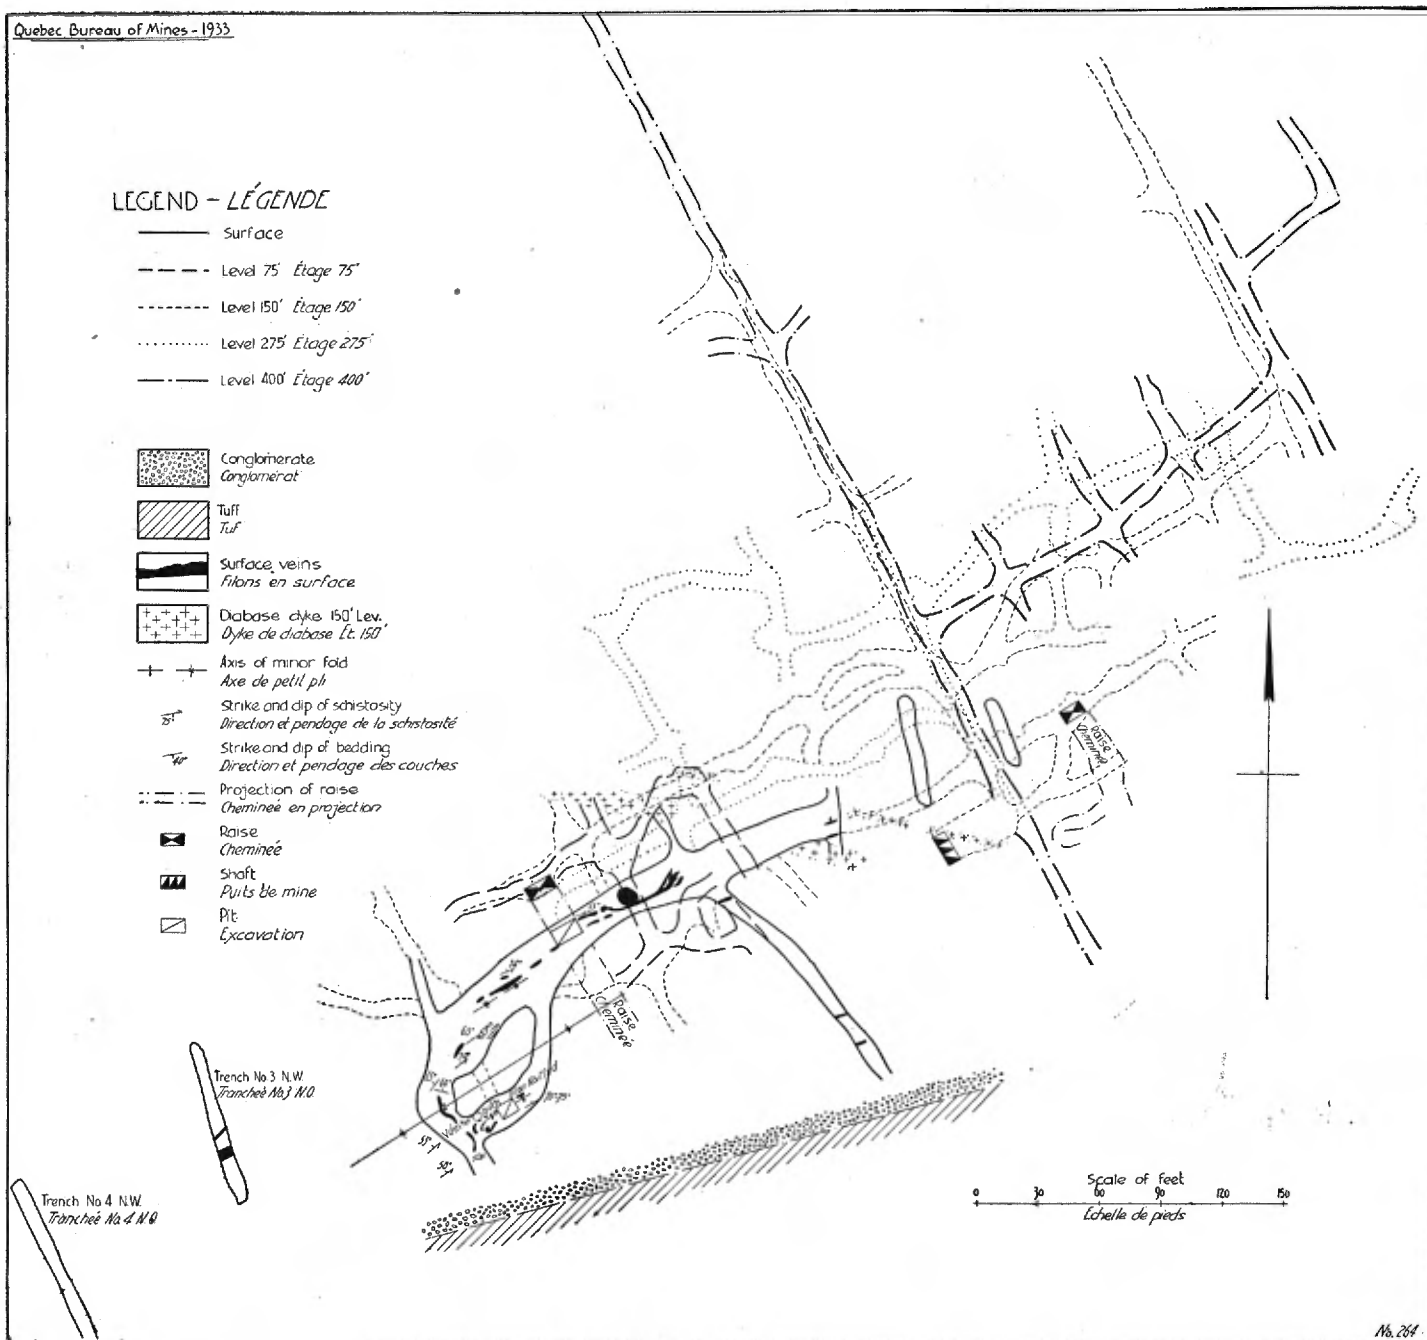 Quebec Bureau of Mines - 1933
LEGEND - LÉGENDE
Surface
Level 75' Étage 75'
Level 150' Étage 150'
Level 275' Étage 275'
Level 400' Étage 400'
Conglomerate
Conglomérat
Tuff
Tuf
Surface veins
Filons en surface
Diabase dyke 150' Lev.
Dyke de diabase Ét. 150'
Axis of minor fold
Axe de petit pli
Strike and dip of schistosity
Direction et pendage de la schistosité
Strike and dip of bedding
40°
Direction et pendage des couches
Projection of raise
Cheminée en projection
Raise
Cheminée
Shaft
Puits de mine
Pit
Excavation
Raise
Cheminée
Raise
Cheminée
Trench No 3 N.W.
Tranchée No 3 N.O
Trench No 4 N.W.
Tranchée No. 4 N O
55°
50°
65°
Scale of feet
0 30 60 90 120 150
Echelle de pieds
No. 264